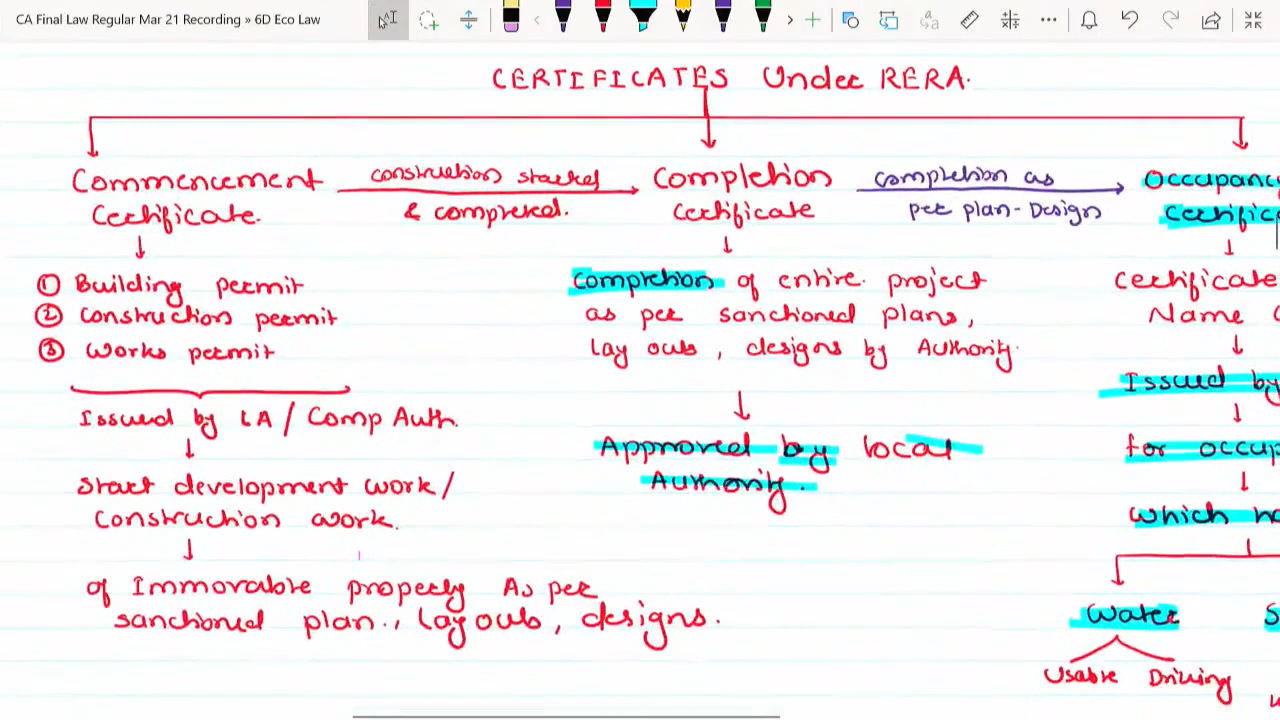 CA Final Law Regular Mar 21 Recording » 6D Eco Law
CERTIFICATES Under RERA.
Commencement
Certificate.
construction started
& completed.
Completion
Certificate
completion as
per plan-Design
Occupanc
Certific
① Building permit
② Construction permit
③ Works permit
Issued by LA / Comp Auth.
Start development work /
Construction work.
of Immovable property As per
sanctioned plan., lay outs, designs.
Completion of entire project
as per sanctioned plans,
lay outs, designs by Authority.
Approved by local
Authority.
Certificate
Name
Issued by
for occup
which
Water
Usable Drinking